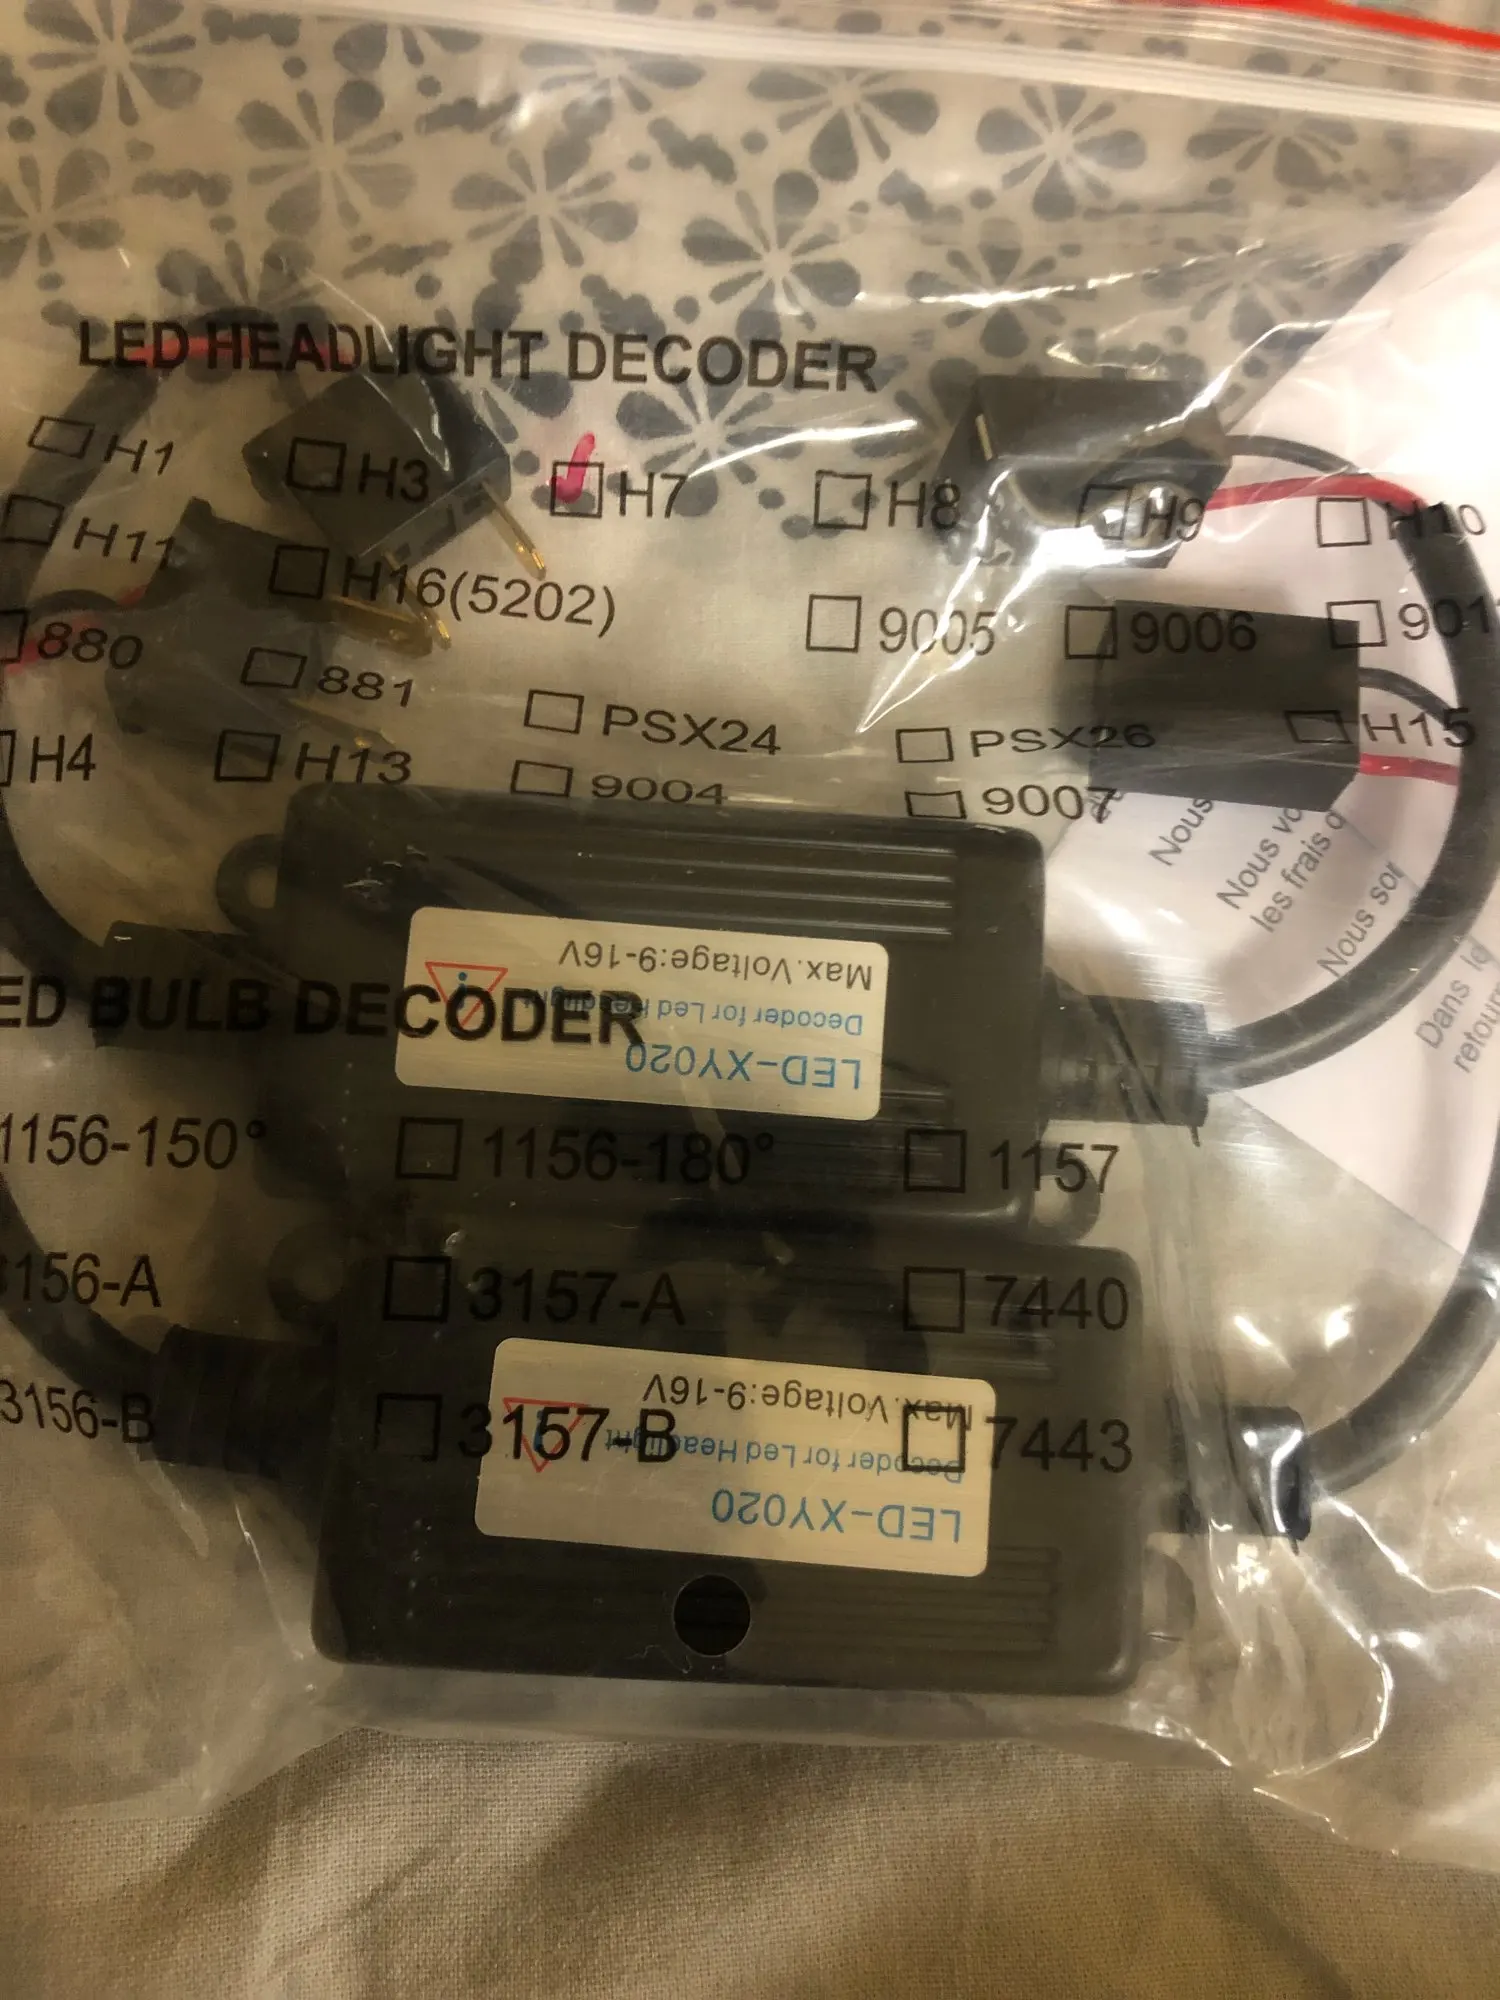 LED HEADLIGHT DECODER
H1 H3 H7 H8 H9 H10
H11 H16(5202) 9005 9006 901
880 881 PSX24 PSX26 H15
H4 H13 9004 9007
Nous
Nous vo
les frais d
Nous son
Dans le
retour
Max.Voltage:9-16V
Decoder for Led Headlight
LED-XY020
ED BULB DECODER
1156-150° 1156-180° 1157
3156-A 3157-A 7440
3156-B 3157-B 7443
Max.Voltage:9-16V
Decoder for Led Headlight
LED-XY020